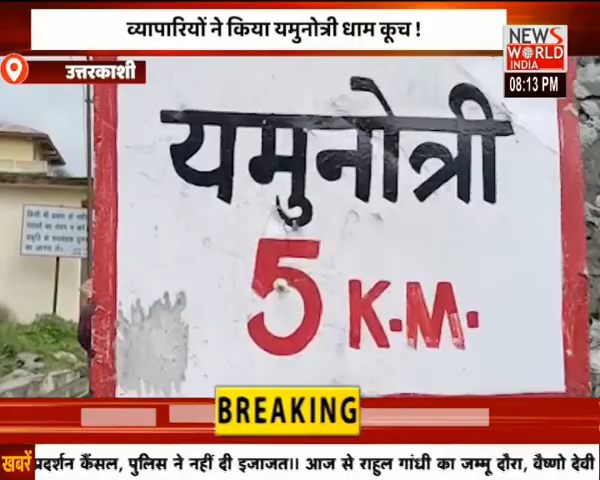 व्यापारियों ने किया यमुनोत्री धाम कूच !
NEWS
WORLD
INDIA
उत्तरकाशी
08:13 PM
यमुनोत्री
5 K.M.
BREAKING
खबरें प्रदर्शन कैंसल, पुलिस ने नहीं दी इजाजत।। आज से राहुल गांधी का जम्मू दौरा, वैष्णो देवी